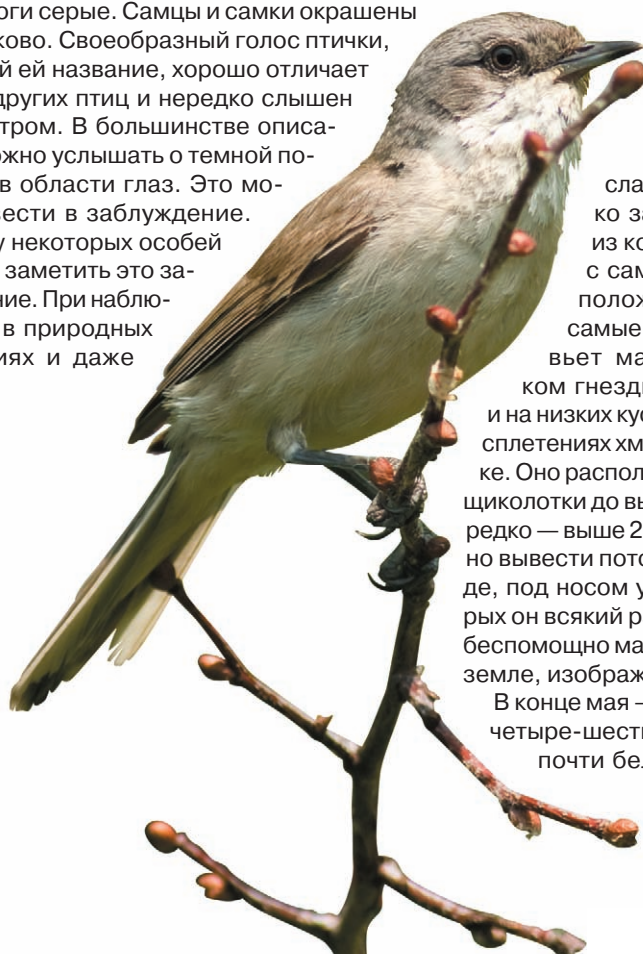 оги серые. Самцы и самки окрашены
ково. Своеобразный голос птички,
й ей название, хорошо отличает
других птиц и нередко слышен
тром. В большинстве описа-
жно услышать о темной по-
в области глаз. Это мо-
вести в заблуждение.
у некоторых особей
заметить это за-
ние. При наблю-
в природных
иях и даже
сла
ко за
из ко
с сам
полож
самые
вьет ма
ком гнезд
и на низких кус
сплетениях хм
ке. Оно распол
щиколотки до вы
редко — выше 2
но вывести пото
де, под носом у
рых он всякий р
беспомощно ма
земле, изображ
В конце мая –
четыре-шест
почти бел